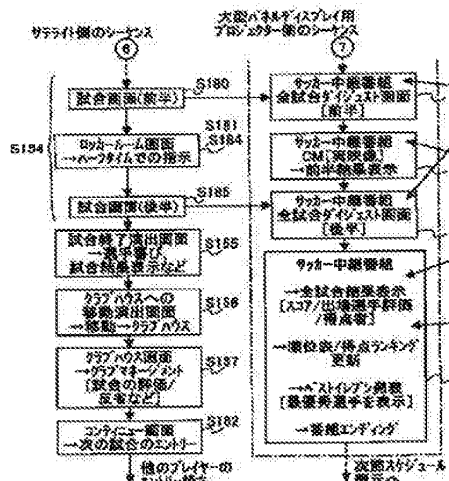 サテライト側のシーケンス
⑥
試合画面(前半)
S180
S194
ロッカールーム画面
→ハーフタイムでの指示
S181
S184
試合画面(後半)
S185
試合終了演出画面
→選手喜び
試合結果表示など
S155
クラブハウスへの
移動演出画面
→移動→クラブハウス
S156
クラブハウス画面
→クラブマネージメント
[試合の評価/
反省など]
S197
コンティニュー画面
→次の試合のエントリー
S182
他のプレイヤーの
大型パネルディスプレイ用
プロジェクター側のシーケンス
⑦
サッカー中継番組
全試合ダイジェスト画面
[前半]
サッカー中継番組
CM[実映像]
→前半結果表示
サッカー中継番組
全試合ダイジェスト画面
[後半]
サッカー中継番組
→全試合結果表示
[スコア/出場選手評価
/得点者]
→順位表/得点ランキング
更新
→ベストイレブン発表
[最優秀選手を表示]
→番組エンディング
次節スケジュール